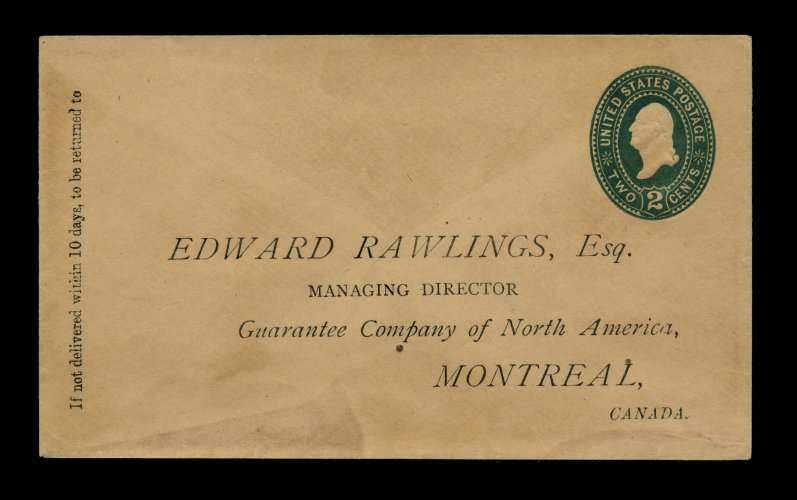 If not delivered within 10 days, to be returned to
UNITED STATES POSTAGE
TWO 2 CENTS
EDWARD RAWLINGS, Esq.
MANAGING DIRECTOR
Guarantee Company of North America,
MONTREAL,
CANADA.